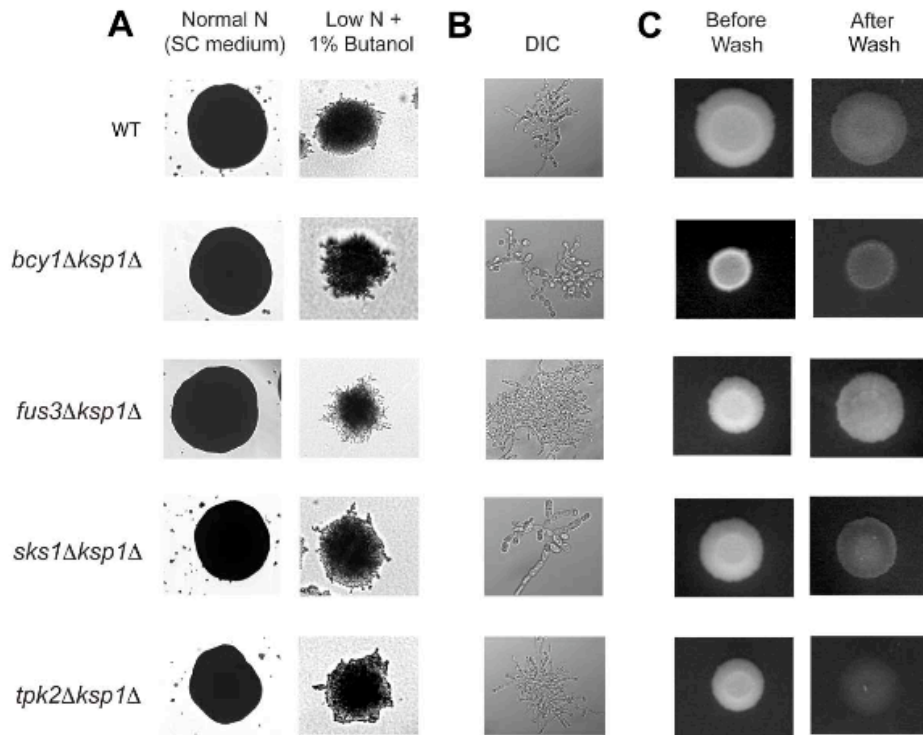 A
Normal N
(SC medium)
Low N +
1% Butanol
B
DIC
C
Before
Wash
After
Wash
WT
bcy1Δksp1Δ
fus3Δksp1Δ
sks1Δksp1Δ
tpk2Δksp1Δ